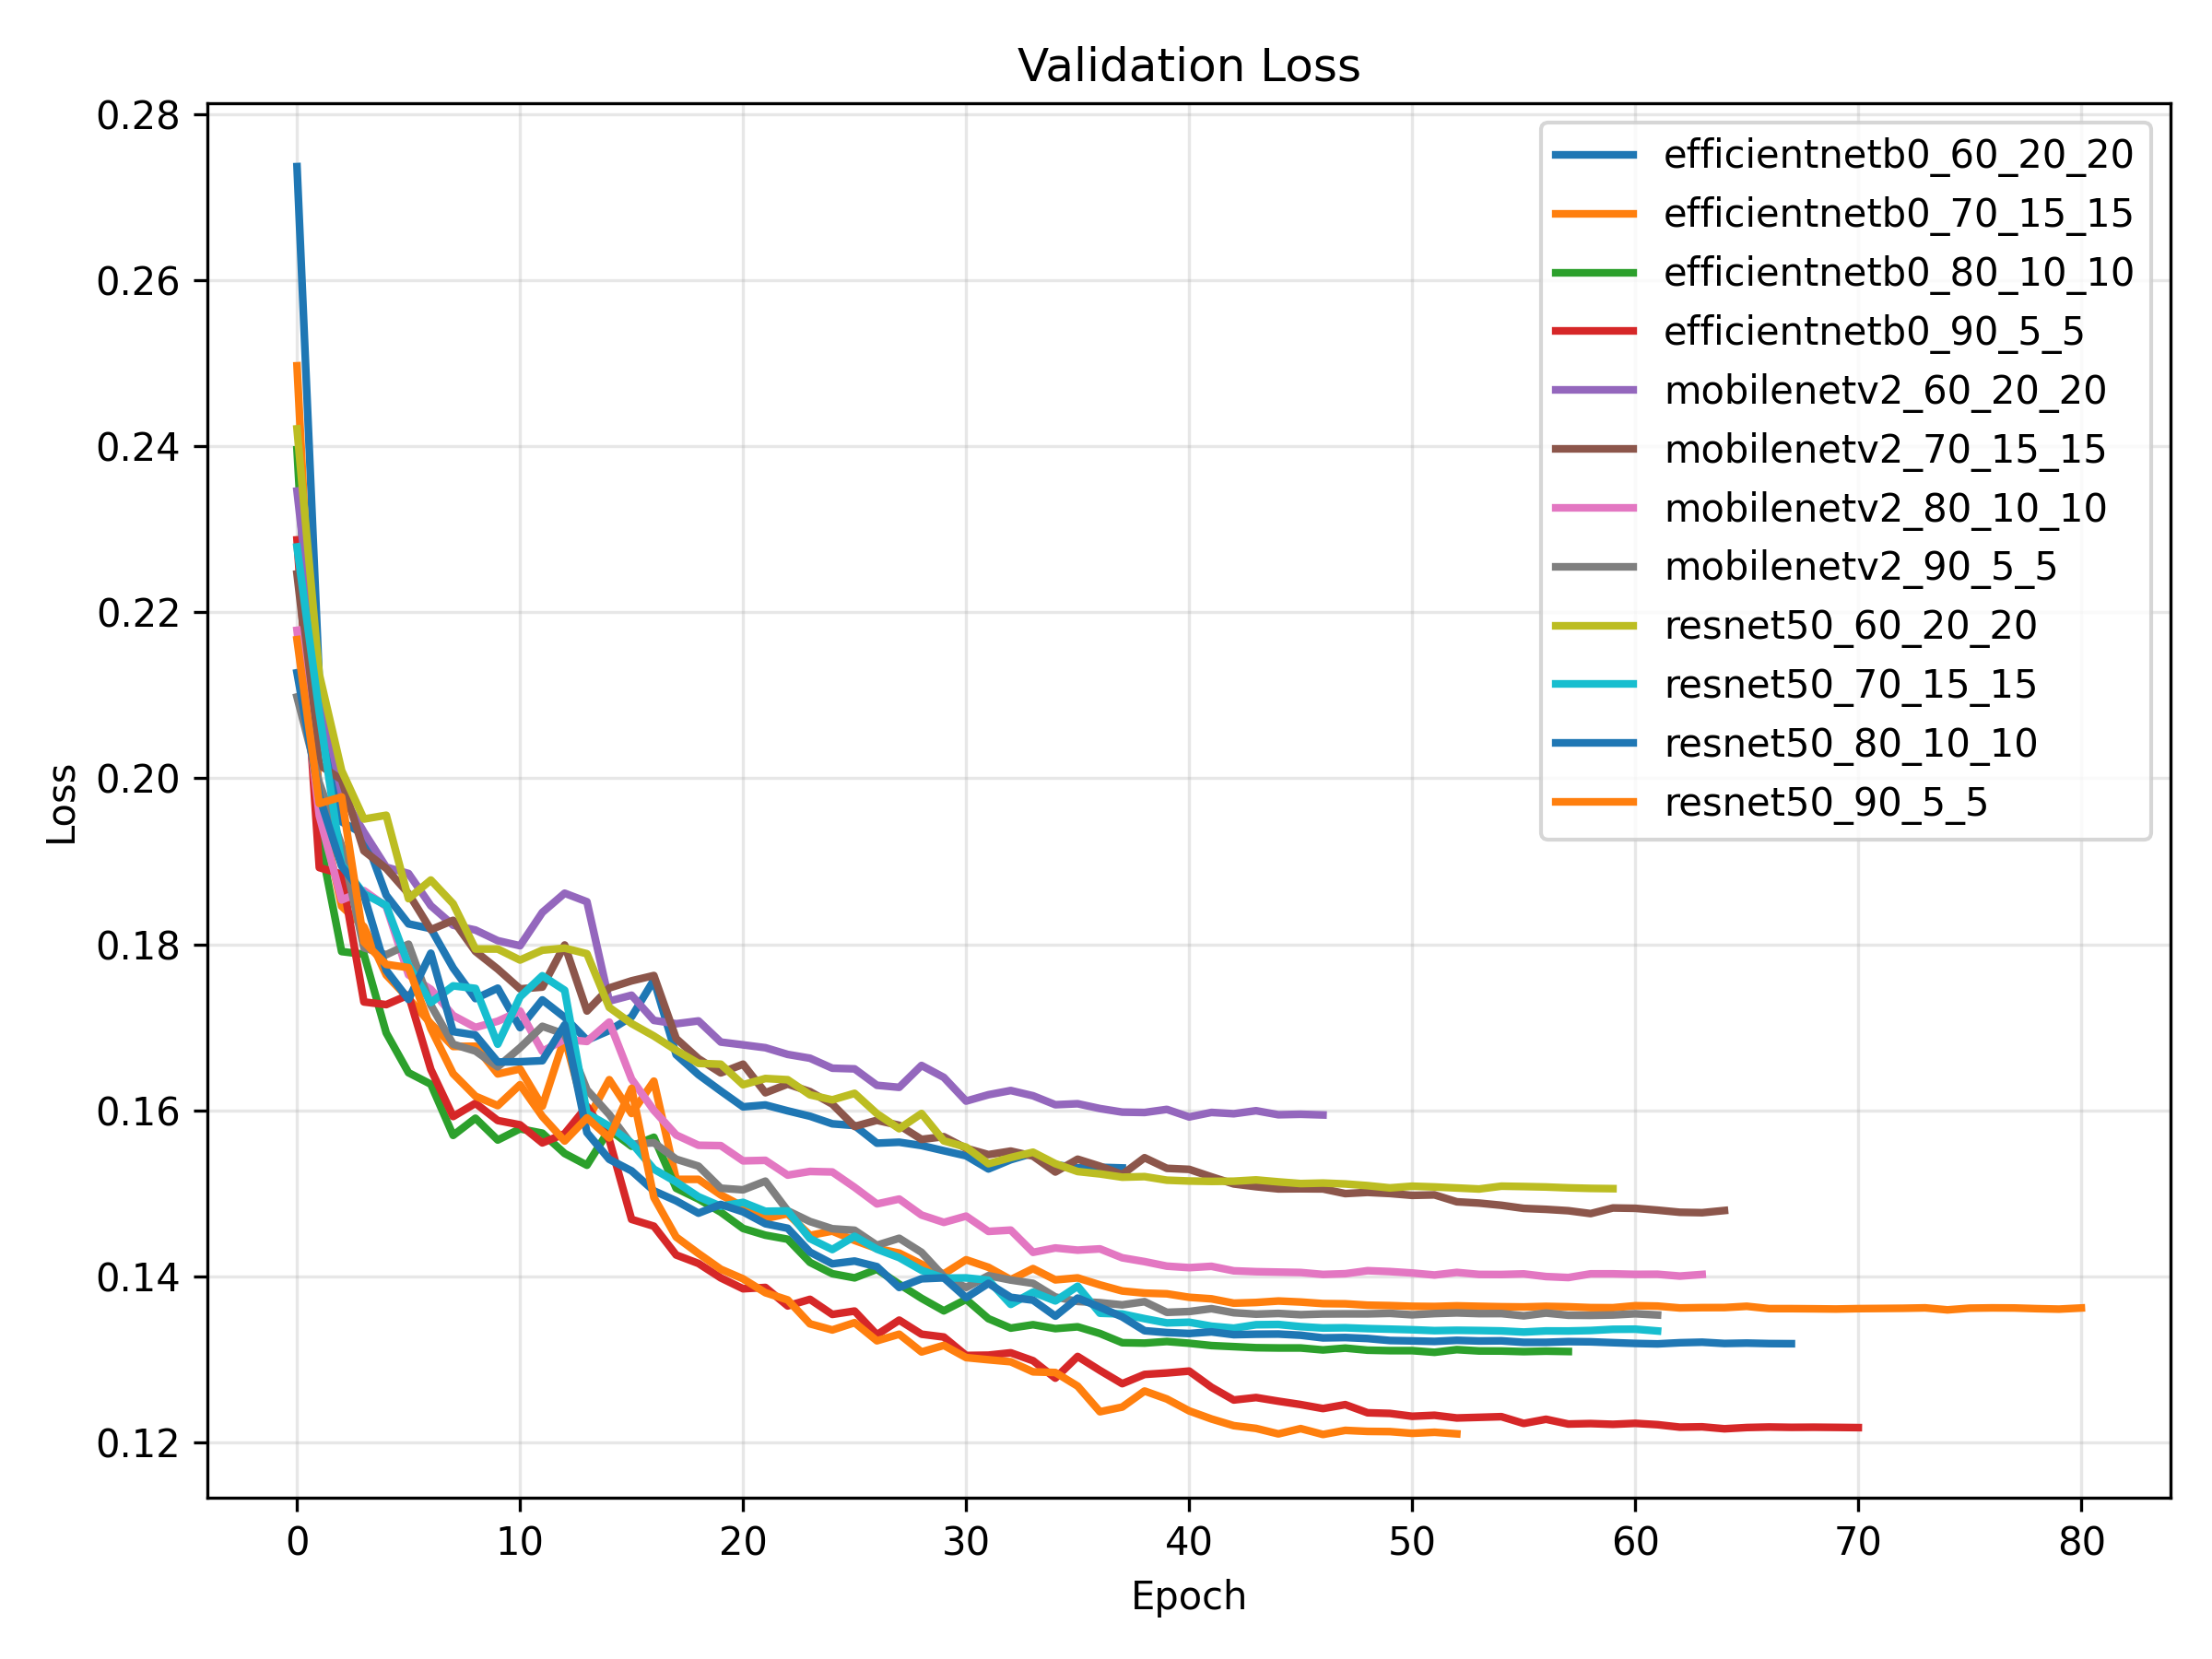 Validation Loss
0.28
0.26
0.24
0.22
0.20
0.18
0.16
0.14
0.12
Loss
efficientnetb0_60_20_20
efficientnetb0_70_15_15
efficientnetb0_80_10_10
efficientnetb0_90_5_5
mobilenetv2_60_20_20
mobilenetv2_70_15_15
mobilenetv2_80_10_10
mobilenetv2_90_5_5
resnet50_60_20_20
resnet50_70_15_15
resnet50_80_10_10
resnet50_90_5_5
0 10 20 30 40 50 60 70 80
Epoch